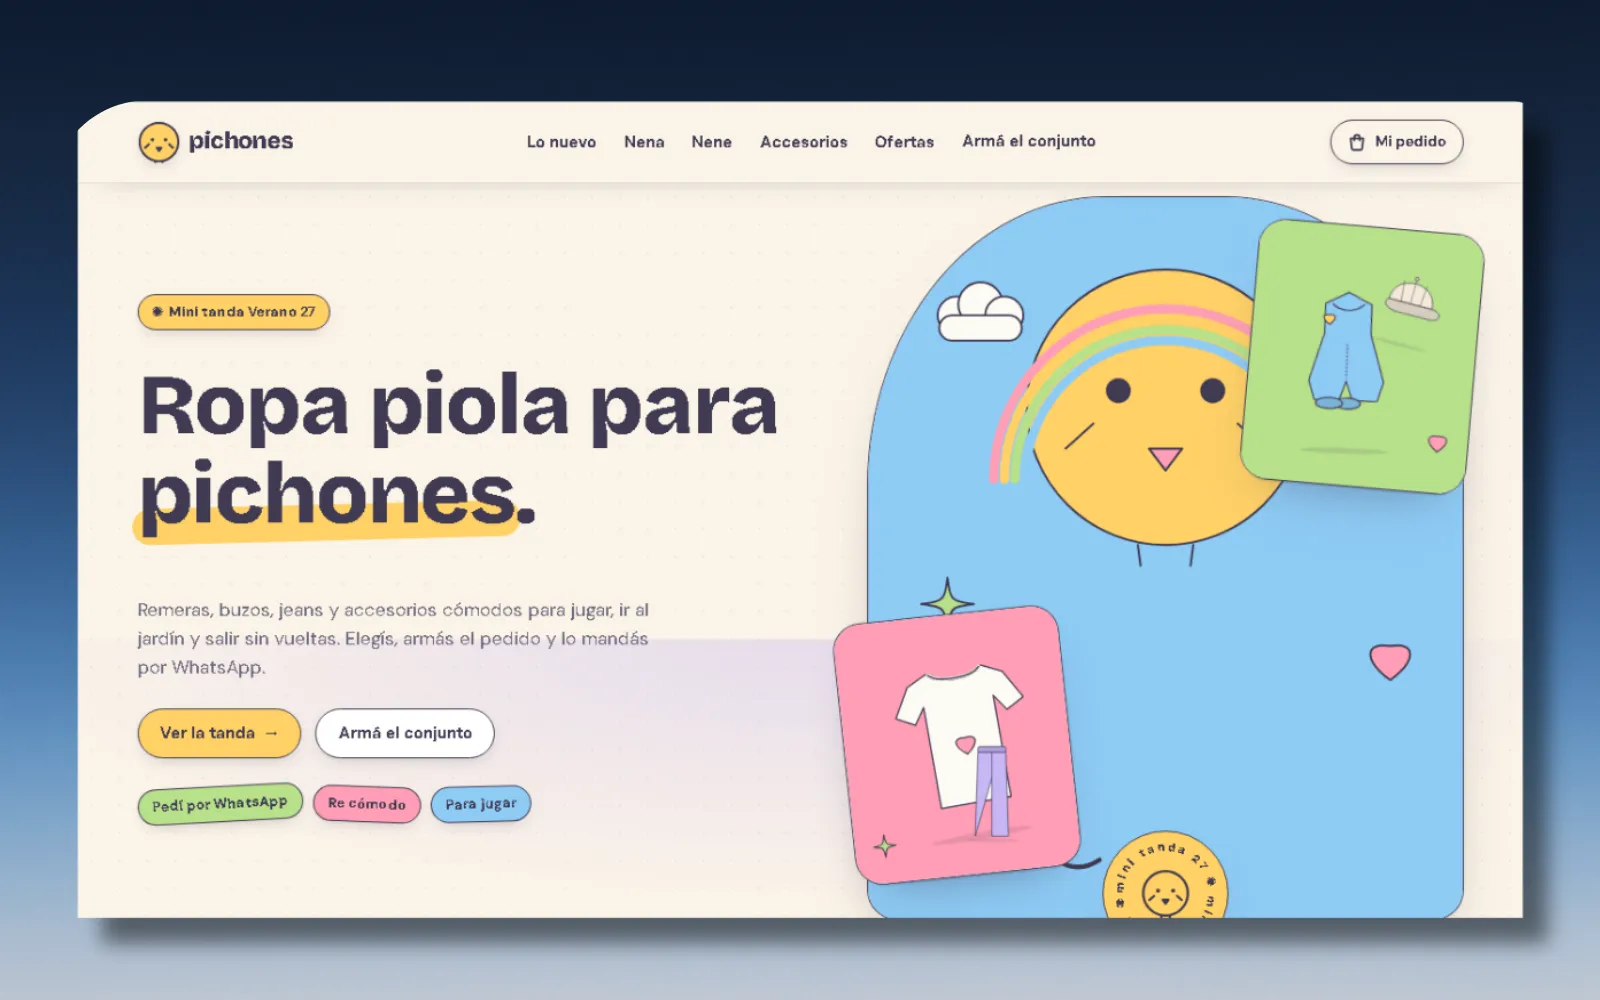 pichones
Lo nuevo Nena Nene Accesorios Ofertas Armá el conjunto
Mi pedido
✹ Mini tanda Verano 27
Ropa piola para
pichones.
Remeras, buzos, jeans y accesorios cómodos para jugar, ir al
jardín y salir sin vueltas. Elegís, armás el pedido y lo mandás
por WhatsApp.
Ver la tanda →
Armá el conjunto
Pedí por WhatsApp
Re cómodo
Para jugar
mini tanda 27